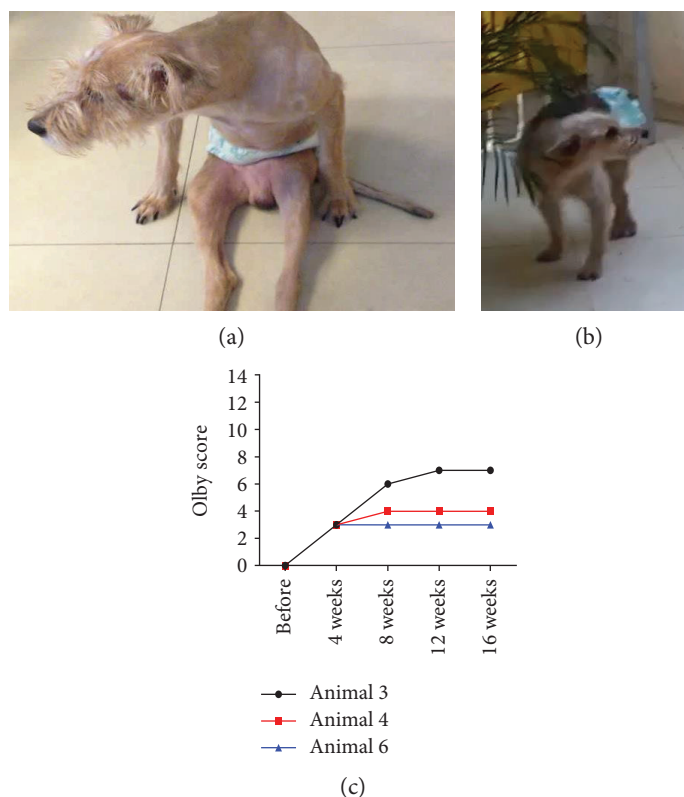 (a)
(b)
14
12
10
8
6
4
2
0
Olby score
Before
4 weeks
8 weeks
12 weeks
16 weeks
Animal 3
Animal 4
Animal 6
(c)